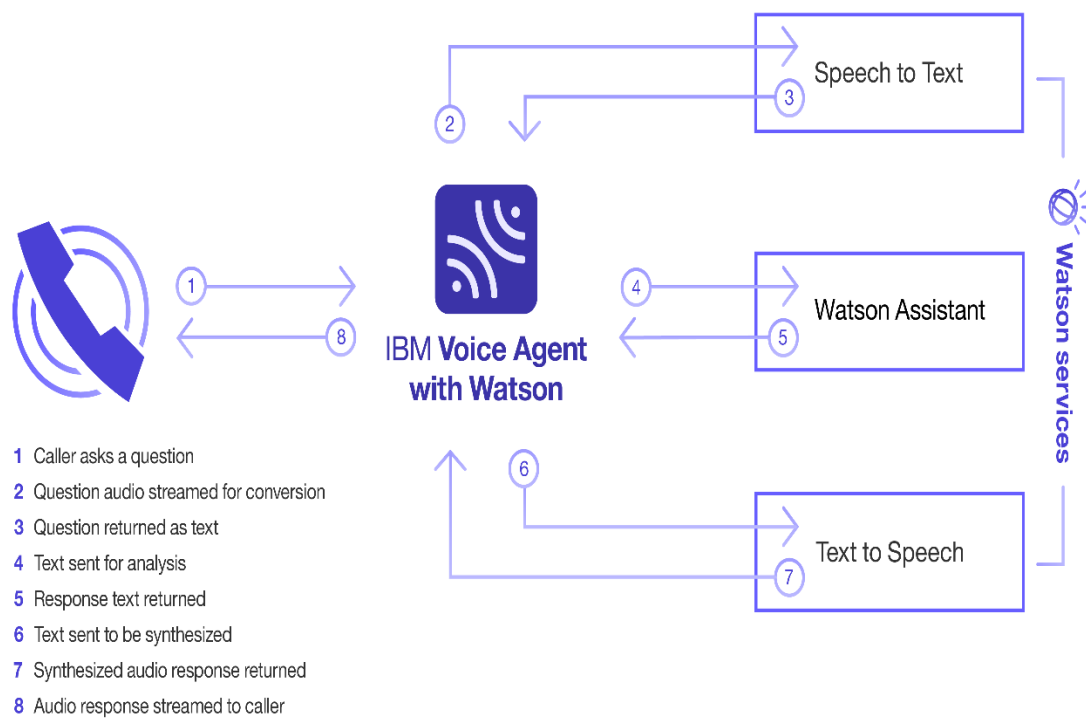 Speech to Text
3
2
1
8
IBM Voice Agent
with Watson
4
5
Watson Assistant
Watson services
6
7
Text to Speech
1 Caller asks a question
2 Question audio streamed for conversion
3 Question returned as text
4 Text sent for analysis
5 Response text returned
6 Text sent to be synthesized
7 Synthesized audio response returned
8 Audio response streamed to caller